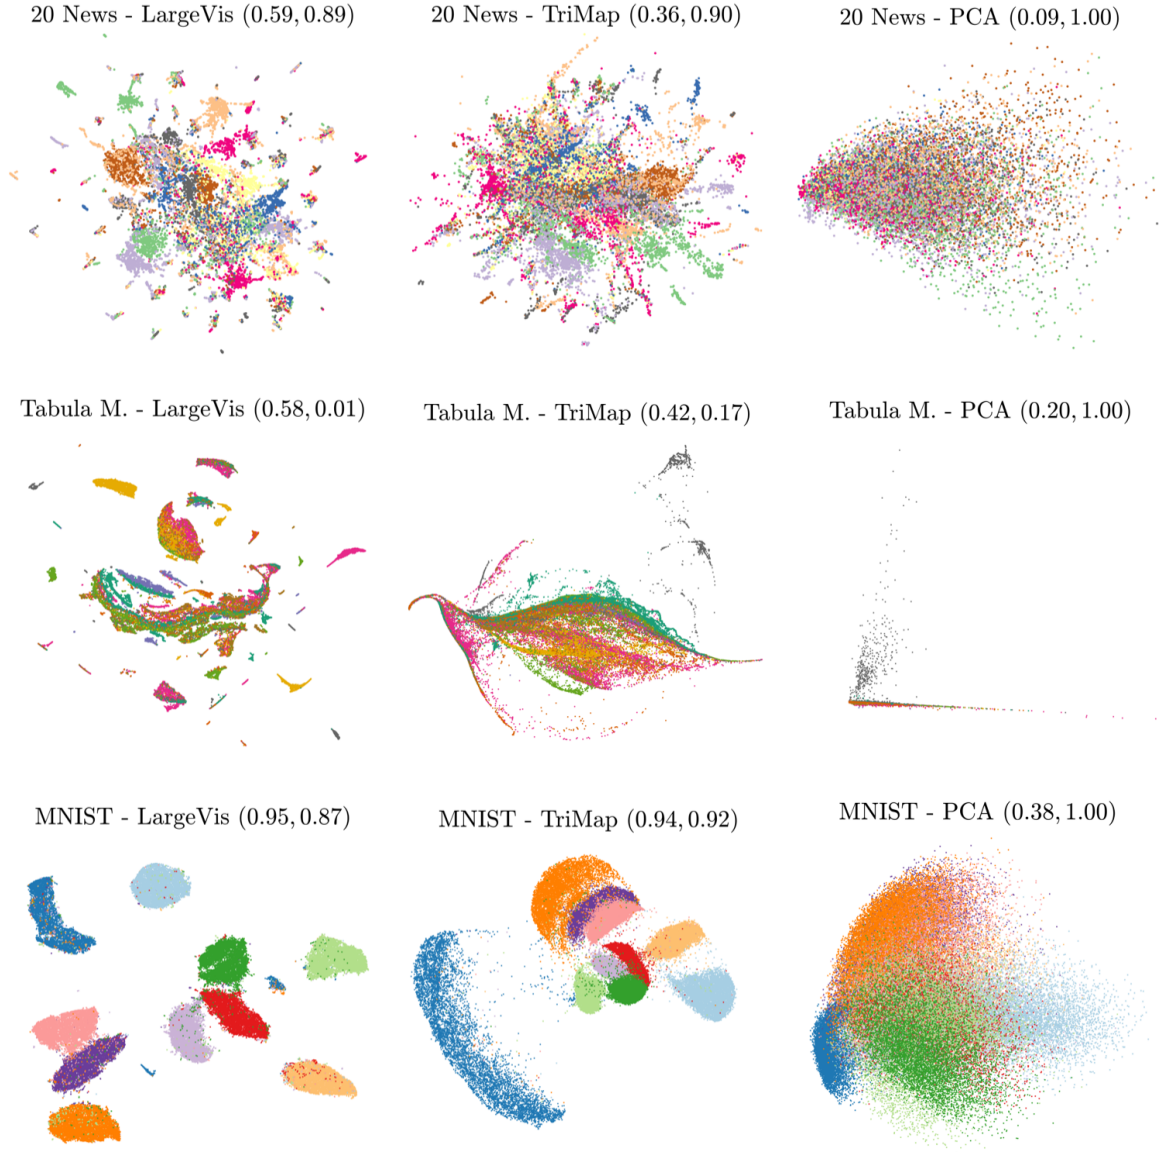 20 News - LargeVis (0.59, 0.89)
20 News - TriMap (0.36, 0.90)
20 News - PCA (0.09, 1.00)
Tabula M. - LargeVis (0.58, 0.01)
Tabula M. - TriMap (0.42, 0.17)
Tabula M. - PCA (0.20, 1.00)
MNIST - LargeVis (0.95, 0.87)
MNIST - TriMap (0.94, 0.92)
MNIST - PCA (0.38, 1.00)